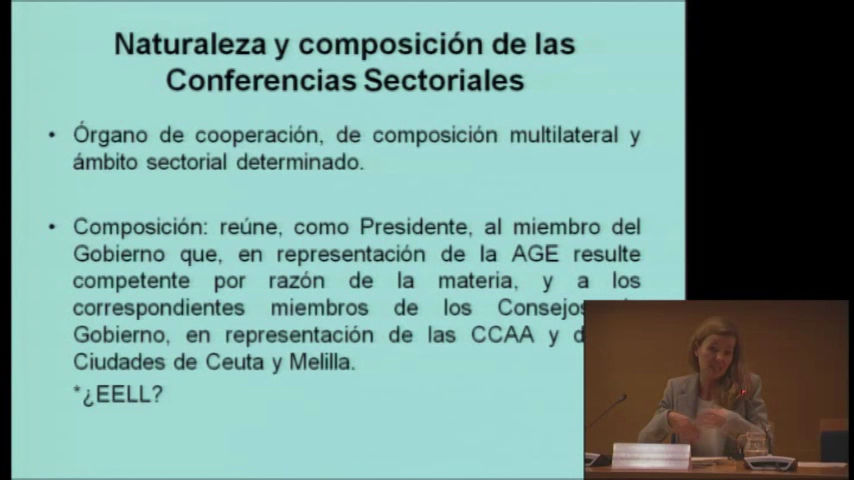 Naturaleza y composición de las
Conferencias Sectoriales
• Órgano de cooperación, de composición multilateral y
ámbito sectorial determinado.
• Composición: reúne, como Presidente, al miembro del
Gobierno que, en representación de la AGE resulte
competente por razón de la materia, y a los
correspondientes miembros de los Consejos
Gobierno, en representación de las CCAA y
Ciudades de Ceuta y Melilla.
*¿EELL?